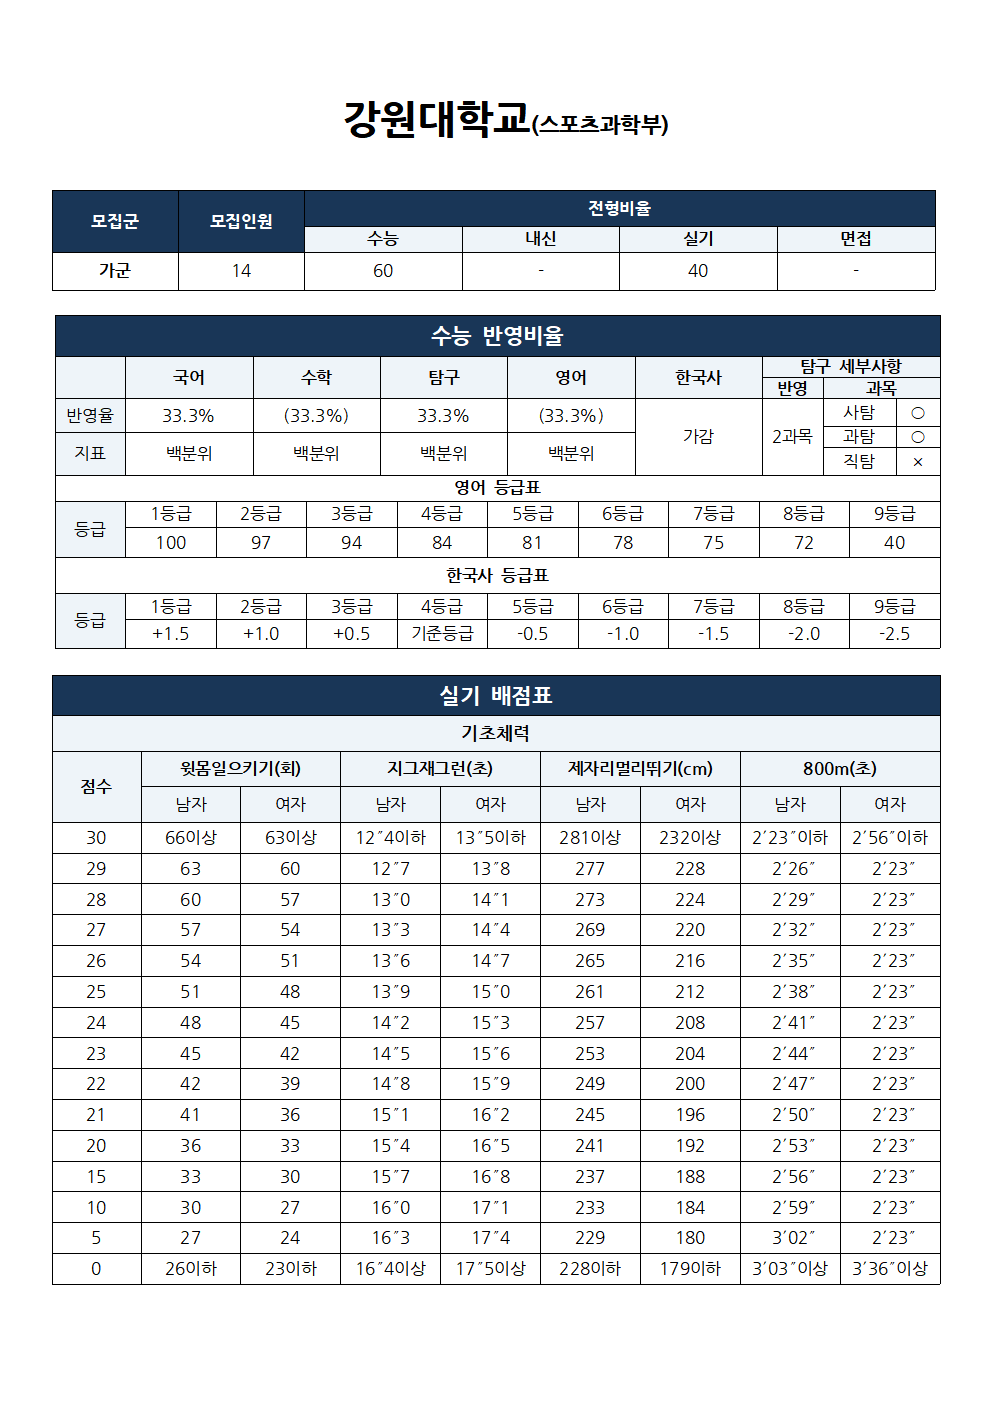 강원대학교(스포츠과학부)
모집군 모집인원 전형비율
수능 내신 실기 면접
가군 14 60 - 40 -
수능 반영비율
국어 수학 탐구 영어 한국사 탐구 세부사항
반영 과목
반영율 33.3% (33.3%) 33.3% (33.3%) 가감 2과목 사탐 ○
과탐 ○
지표 백분위 백분위 백분위 백분위 직탐 ×
영어 등급표
등급 1등급 2등급 3등급 4등급 5등급 6등급 7등급 8등급 9등급
100 97 94 84 81 78 75 72 40
한국사 등급표
등급 1등급 2등급 3등급 4등급 5등급 6등급 7등급 8등급 9등급
+1.5 +1.0 +0.5 기준등급 -0.5 -1.0 -1.5 -2.0 -2.5
실기 배점표
기초체력
점수 윗몸일으키기(회) 지그재그런(초) 제자리멀리뛰기(cm) 800m(초)
남자 여자 남자 여자 남자 여자 남자 여자
30 66이상 63이상 12″4이하 13″5이하 281이상 232이상 2′23″이하 2′56″이하
29 63 60 12″7 13″8 277 228 2′26″ 2′23″
28 60 57 13″0 14″1 273 224 2′29″ 2′23″
27 57 54 13″3 14″4 269 220 2′32″ 2′23″
26 54 51 13″6 14″7 265 216 2′35″ 2′23″
25 51 48 13″9 15″0 261 212 2′38″ 2′23″
24 48 45 14″2 15″3 257 208 2′41″ 2′23″
23 45 42 14″5 15″6 253 204 2′44″ 2′23″
22 42 39 14″8 15″9 249 200 2′47″ 2′23″
21 41 36 15″1 16″2 245 196 2′50″ 2′23″
20 36 33 15″4 16″5 241 192 2′53″ 2′23″
15 33 30 15″7 16″8 237 188 2′56″ 2′23″
10 30 27 16″0 17″1 233 184 2′59″ 2′23″
5 27 24 16″3 17″4 229 180 3′02″ 2′23″
0 26이하 23이하 16″4이상 17″5이상 228이하 179이하 3′03″이상 3′36″이상